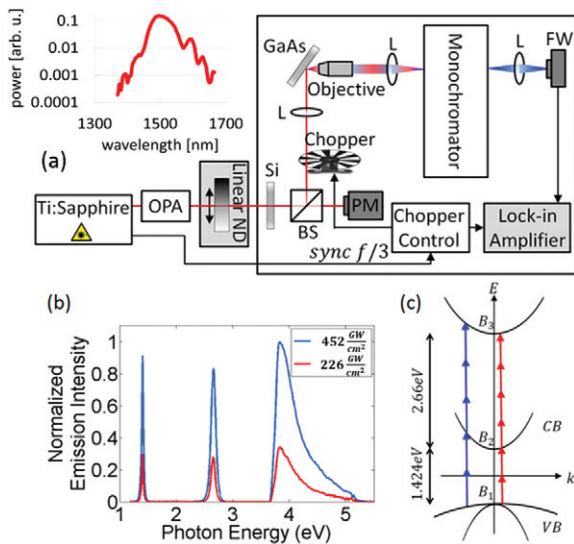 power [arb. u.]
0.1
0.01
0.001
0.0001
1300
1500
1700
wavelength [nm]
(a)
GaAs
Objective
L
Monochromator
L
FW
L
Chopper
Linear ND
Si
Ti:Sapphire
OPA
BS
PM
Chopper
Control
Lock-in
Amplifier
sync f/3
(b)
Normalized
Emission Intensity
1
0.8
0.6
0.4
0.2
0
1
2
3
4
5
Photon Energy (eV)
452 GW/cm²
226 GW/cm²
(c)
E
B₃
2.66eV
B₂
CB
1.424eV
k
B₁
VB